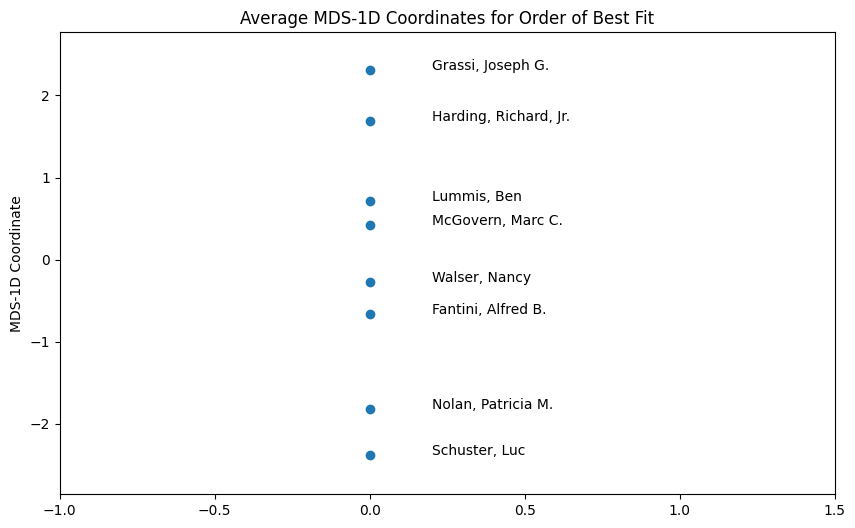 Average MDS-1D Coordinates for Order of Best Fit
MDS-1D Coordinate
2
1
0
−1
−2
Grassi, Joseph G.
Harding, Richard, Jr.
Lummis, Ben
McGovern, Marc C.
Walser, Nancy
Fantini, Alfred B.
Nolan, Patricia M.
Schuster, Luc
−1.0 −0.5 0.0 0.5 1.0 1.5